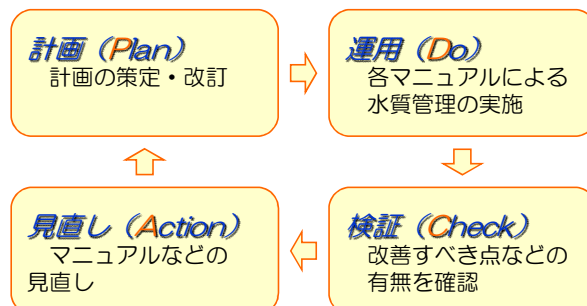 計画（Plan）
計画の策定・改訂
運用（Do）
各マニュアルによる
水質管理の実施
見直し（Action）
マニュアルなどの
見直し
検証（Check）
改善すべき点などの
有無を確認